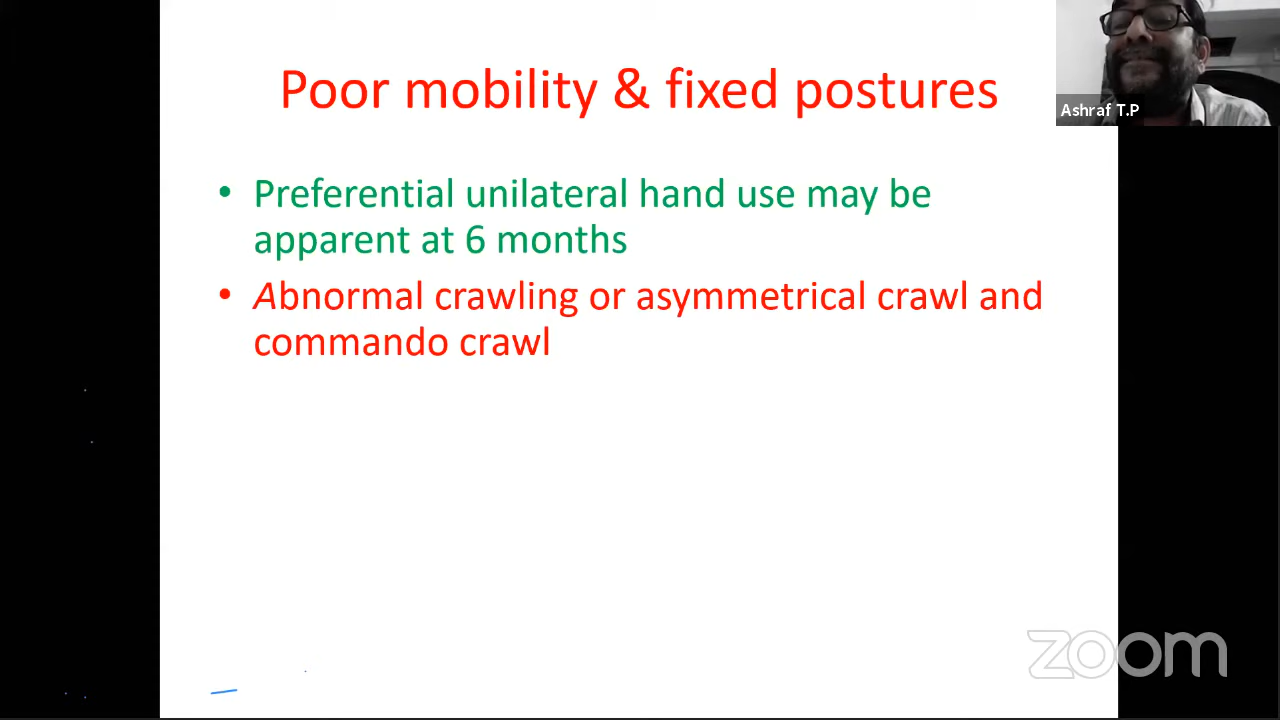 Poor mobility & fixed postures
Ashraf T.P
• Preferential unilateral hand use may be
apparent at 6 months
• Abnormal crawling or asymmetrical crawl and
commando crawl
zoom